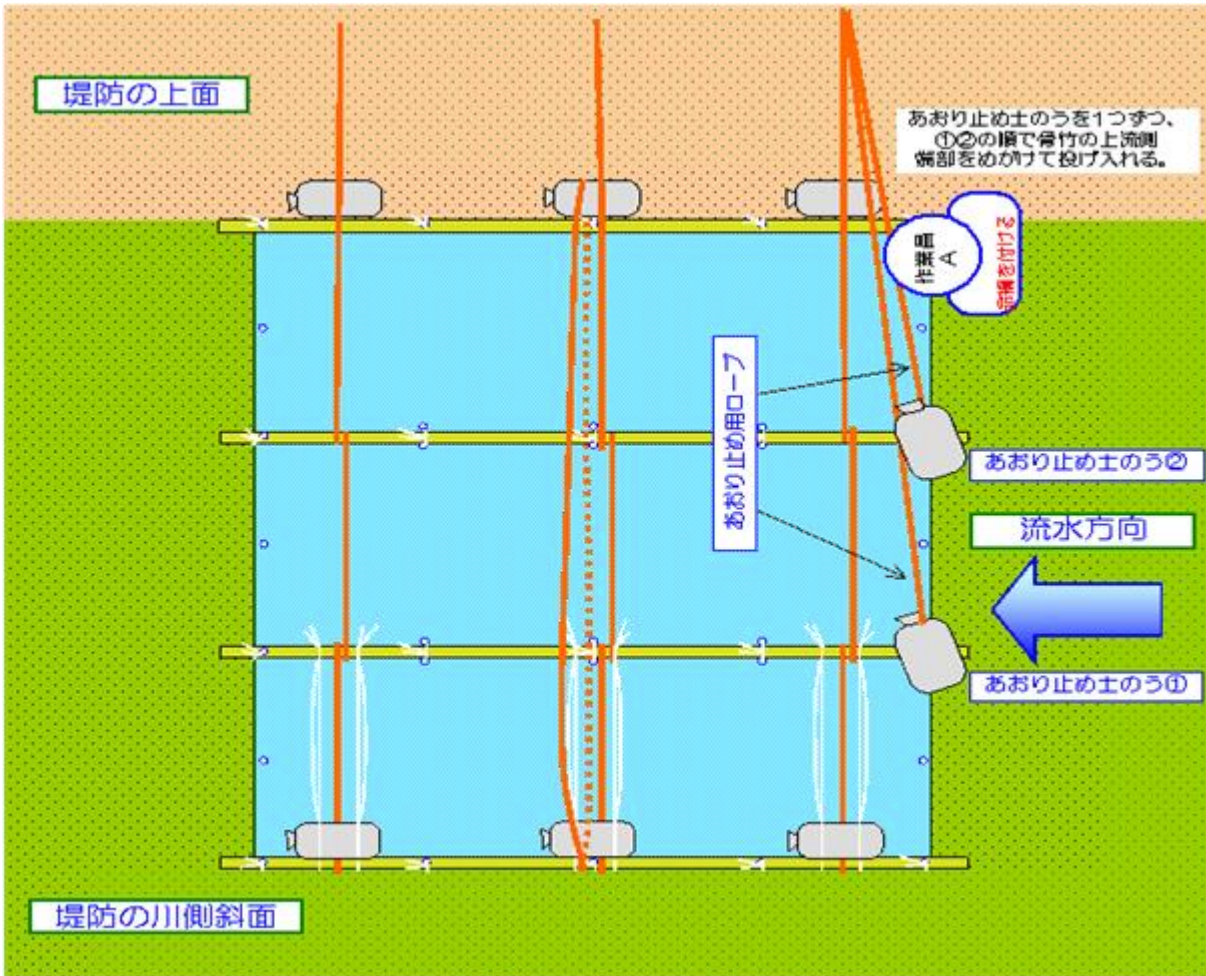 堤防の上面
あおり止め土のうを1つずつ、
①②の順で骨竹の上流側
端部をめがけて投げ入れる。
作業員
A
命綱を付ける
あおり止め用ロープ
あおり止め土のう②
流水方向
あおり止め土のう①
堤防の川側斜面